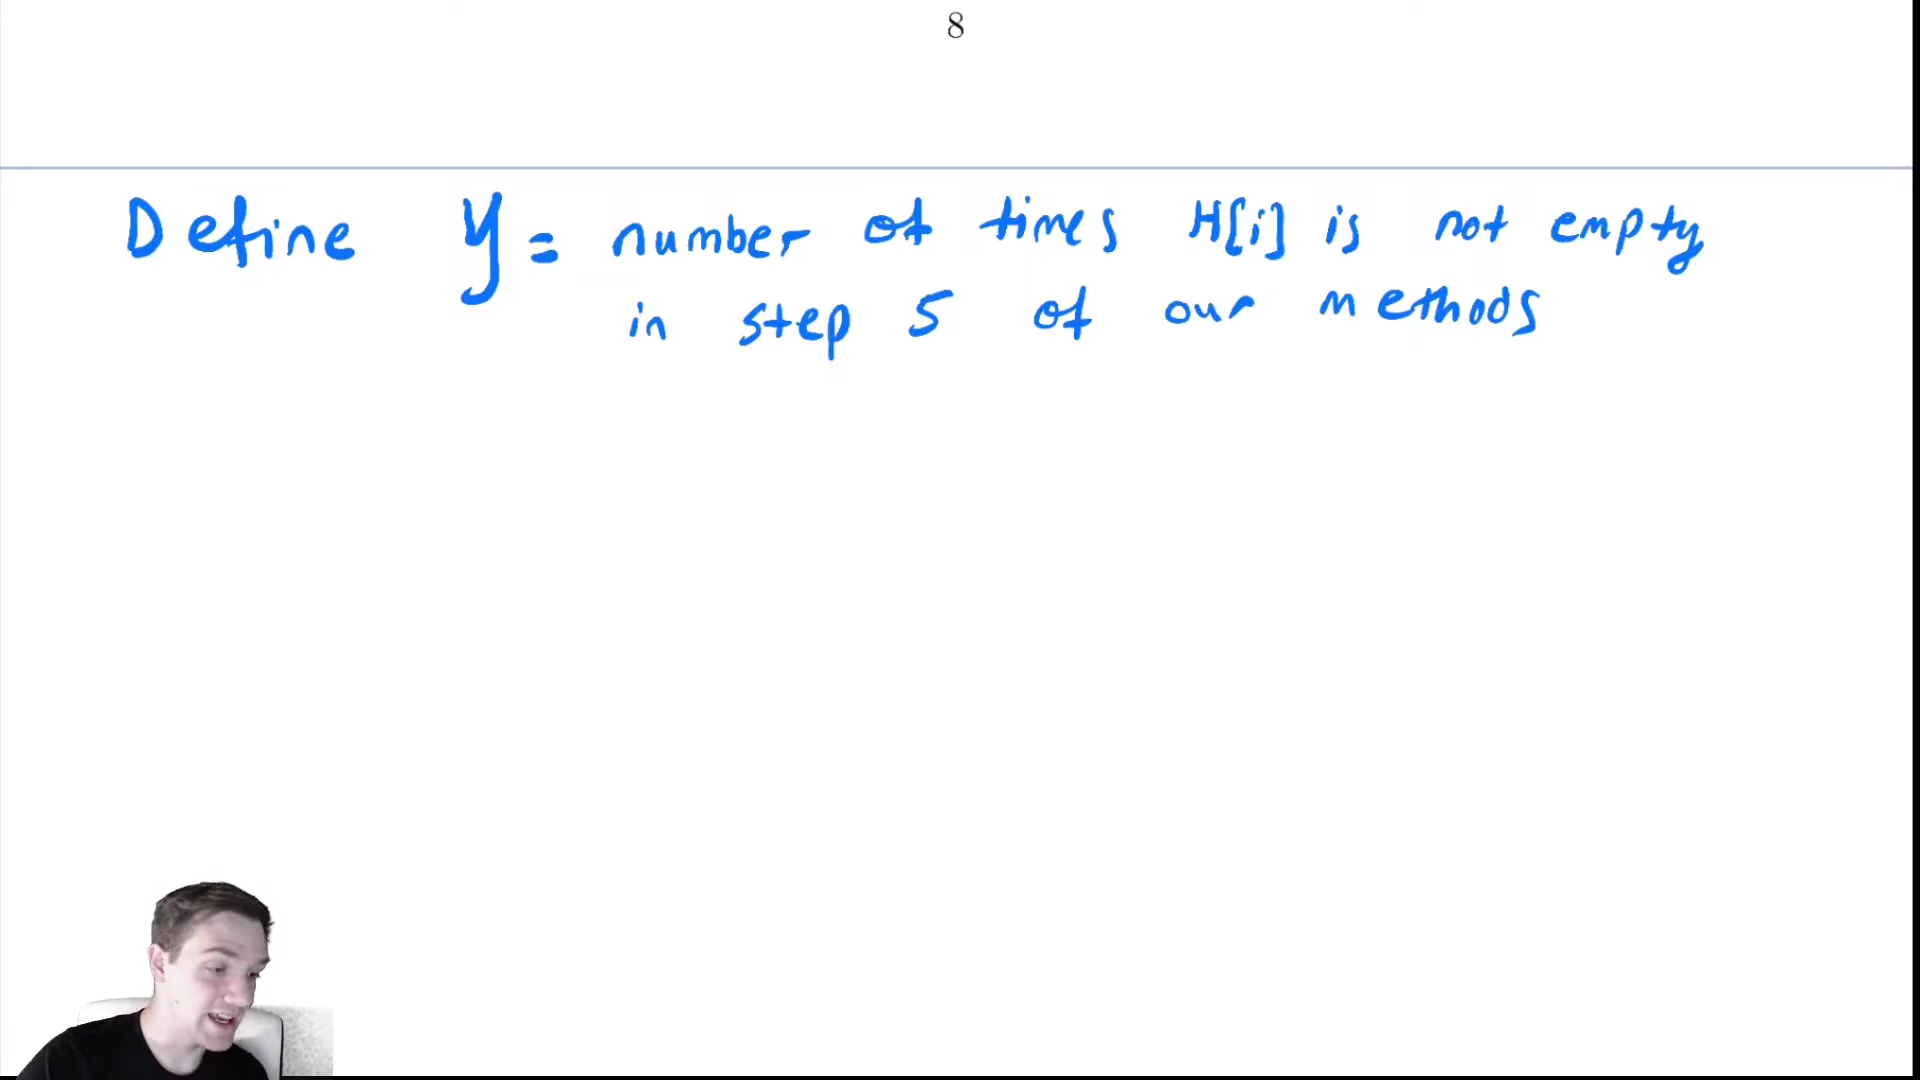 8
Define y = number of times H[i] is not empty
in step 5 of our methods